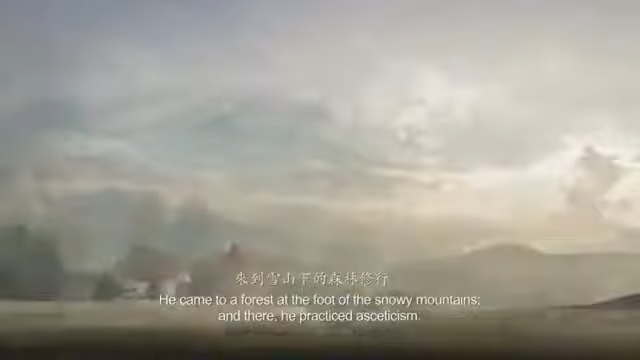 來到雪山下的森林修行
He came to a forest at the foot of the snowy mountains;
and there, he practiced asceticism.